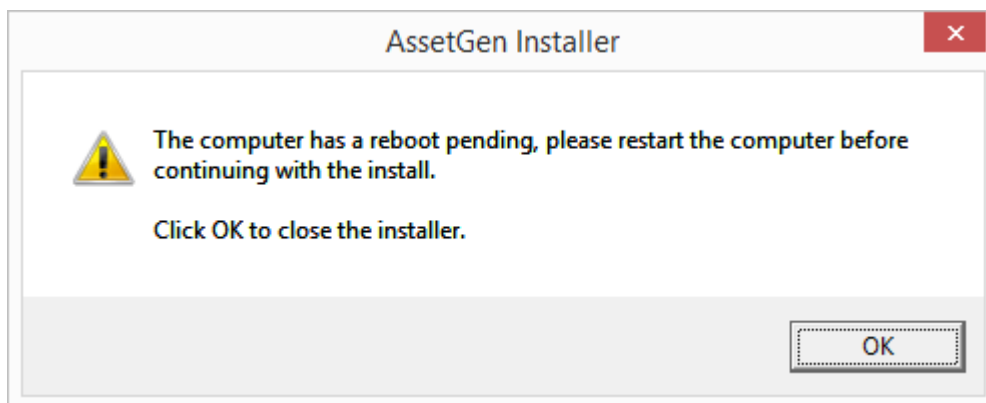 AssetGen Installer
The computer has a reboot pending, please restart the computer before
continuing with the install.
Click OK to close the installer.
OK